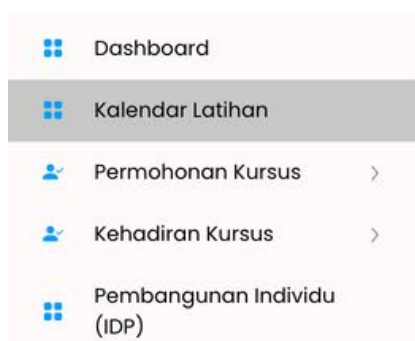 Dashboard
Kalendar Latihan
Permohonan Kursus
Kehadiran Kursus
Pembangunan Individu
(IDP)